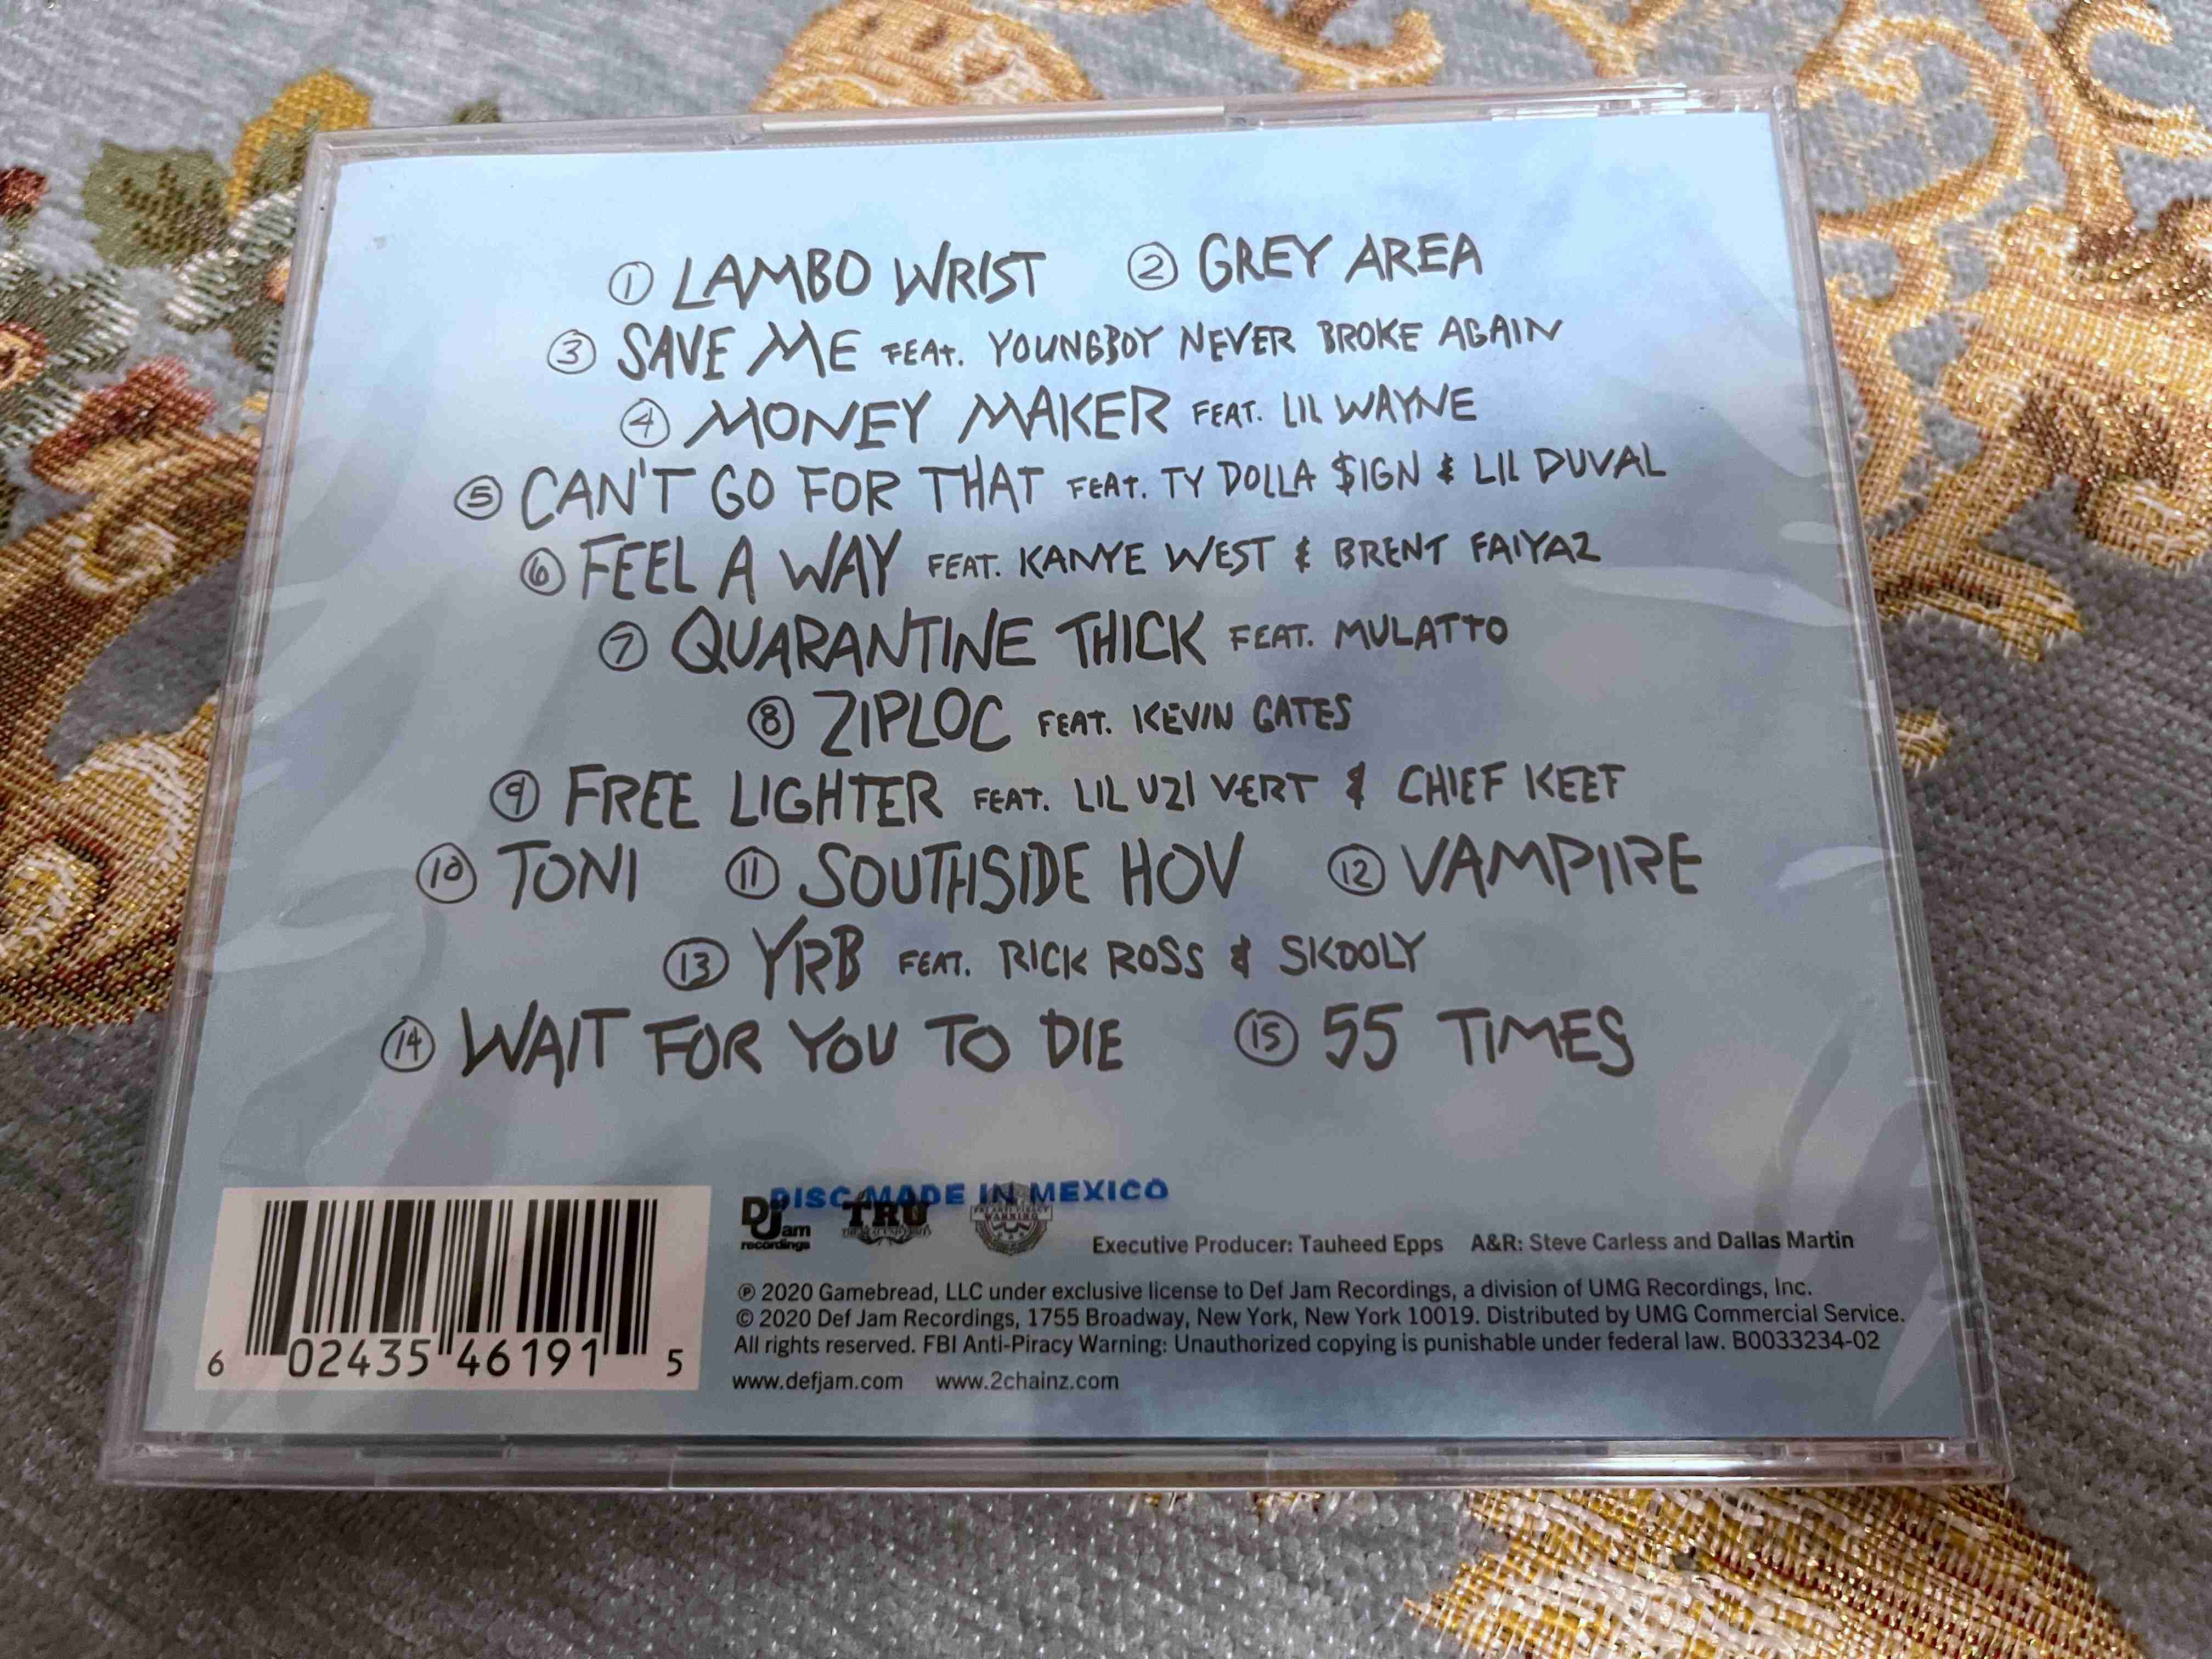 ① LAMBO WRIST ② GREY AREA
③ SAVE ME FEAT. YOUNGBOY NEVER BROKE AGAIN
④ MONEY MAKER FEAT. LIL WAYNE
⑤ CAN'T GO FOR THAT FEAT. TY DOLLA $IGN & LIL DUVAL
⑥ FEEL A WAY FEAT. KANYE WEST & BRENT FAIYAZ
⑦ QUARANTINE THICK FEAT. MULATTO
⑧ ZIPLOC FEAT. KEVIN GATES
⑨ FREE LIGHTER FEAT. LIL UZI VERT & CHIEF KEEF
⑩ TONI ⑪ SOUTHSIDE HOV ⑫ VAMPIRE
⑬ YRB FEAT. RICK ROSS & SKOOLY
⑭ WAIT FOR YOU TO DIE ⑮ 55 TIMES
DISC MADE IN MEXICO
Def Jam recordings TRU WARNING
Executive Producer: Tauheed Epps A&R: Steve Carless and Dallas Martin
℗ 2020 Gamebread, LLC under exclusive license to Def Jam Recordings, a division of UMG Recordings, Inc.
© 2020 Def Jam Recordings, 1755 Broadway, New York, New York 10019. Distributed by UMG Commercial Service.
All rights reserved. FBI Anti-Piracy Warning: Unauthorized copying is punishable under federal law. B0033234-02
www.defjam.com www.2chainz.com
6 02435 46191 5